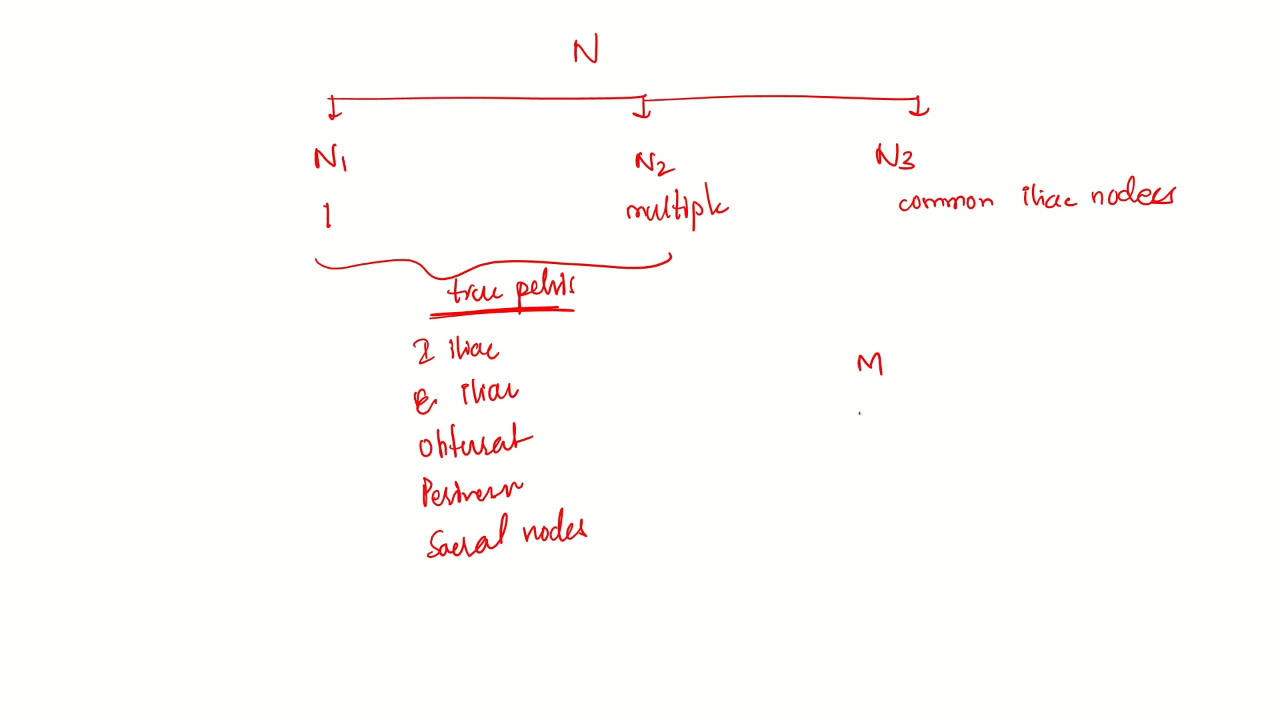 N
N1 N2 N3
1 multiple common iliac nodes
true pelvis
I iliac
E. iliac
M
Obturat
Sacral nodes